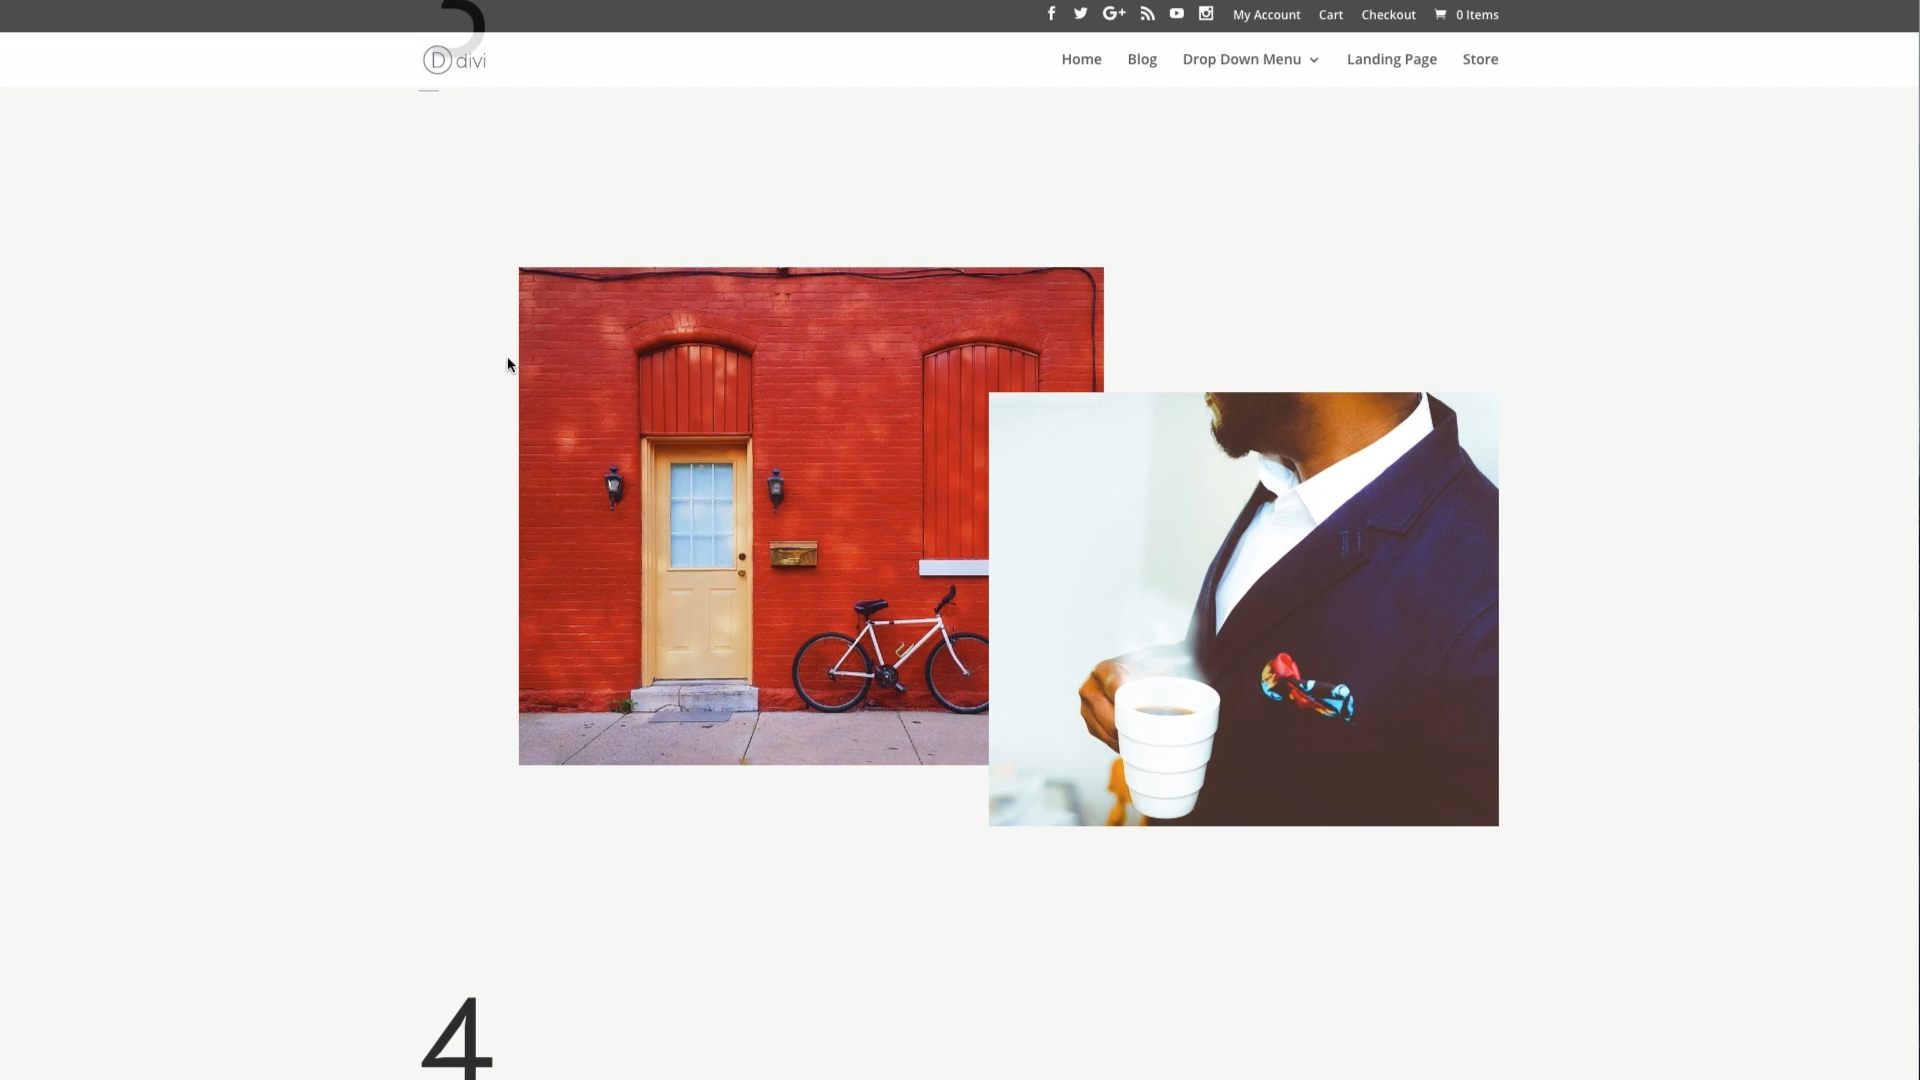 My Account Cart Checkout 0 Items
D divi
Home Blog Drop Down Menu Landing Page Store
4